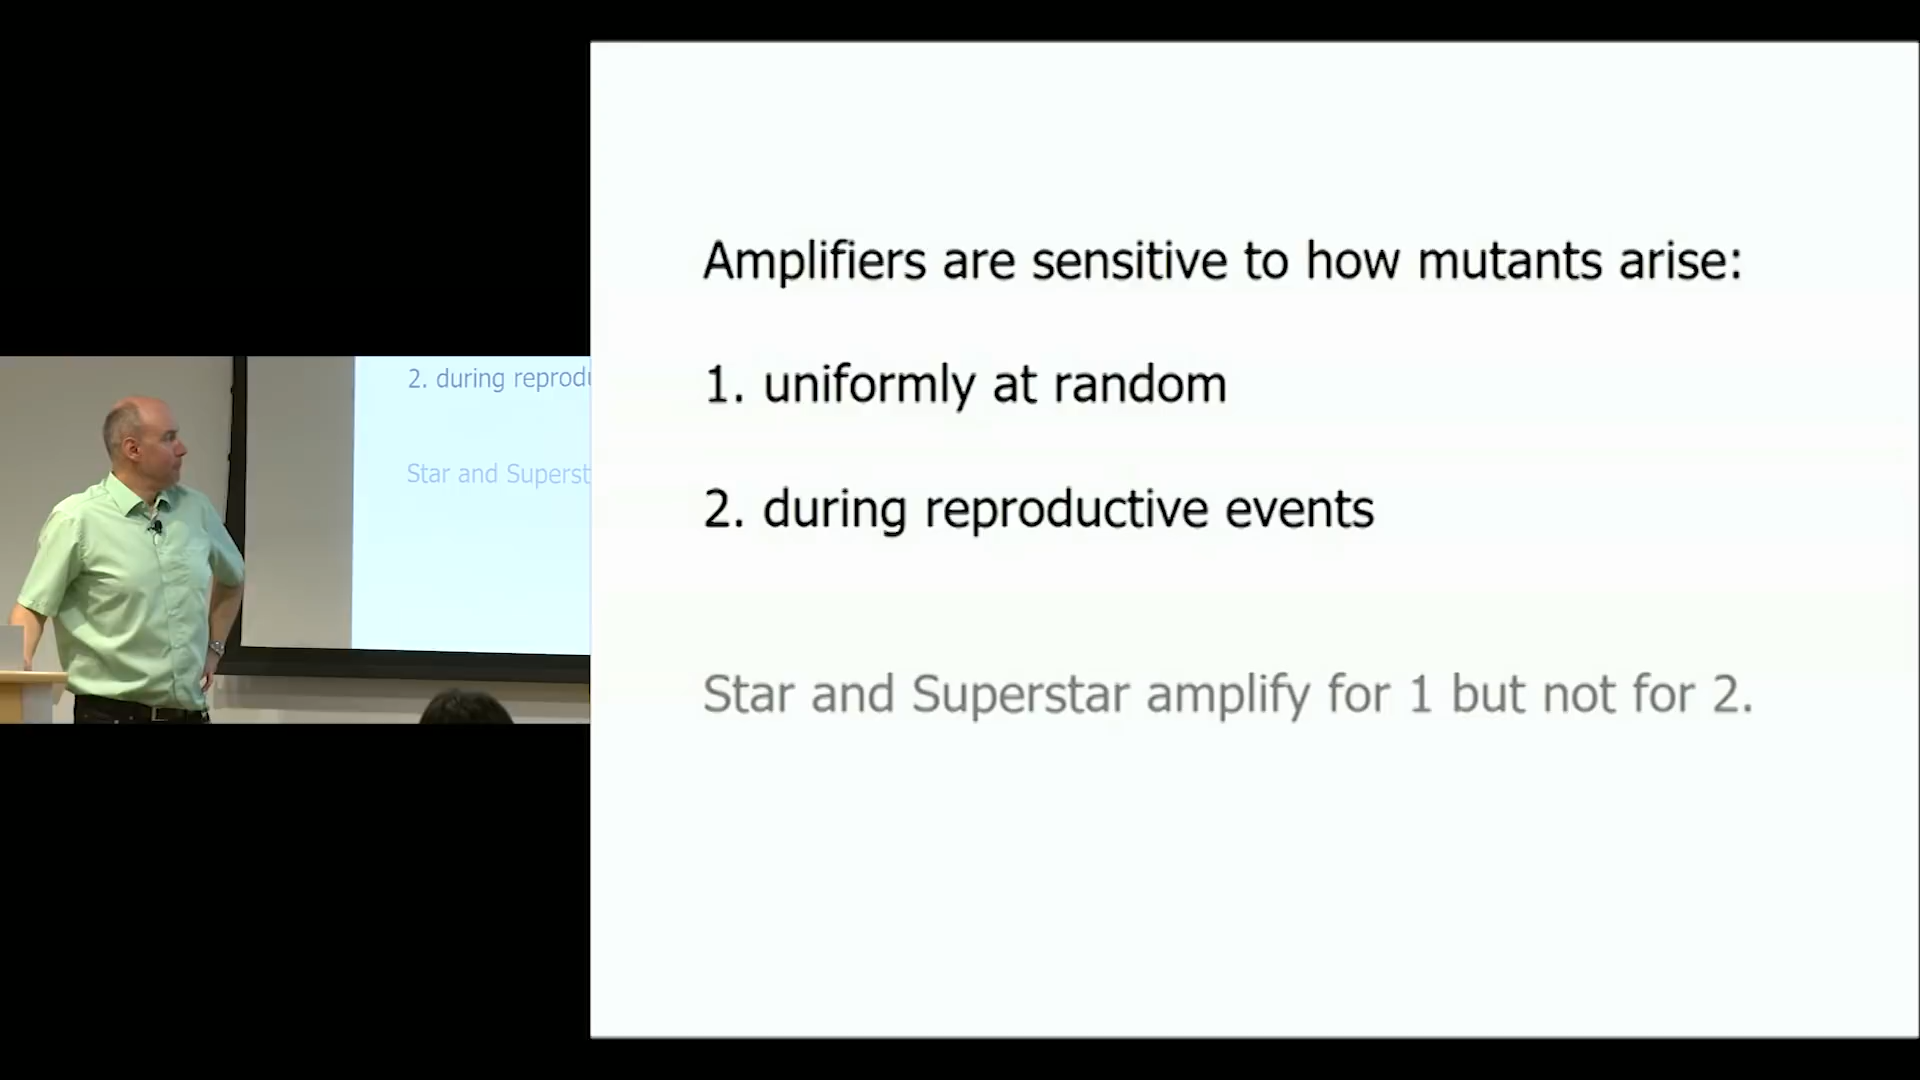 Amplifiers are sensitive to how mutants arise:
1. uniformly at random
2. during reproductive events
Star and Superstar amplify for 1 but not for 2.
2. during reprodu
Star and Superst